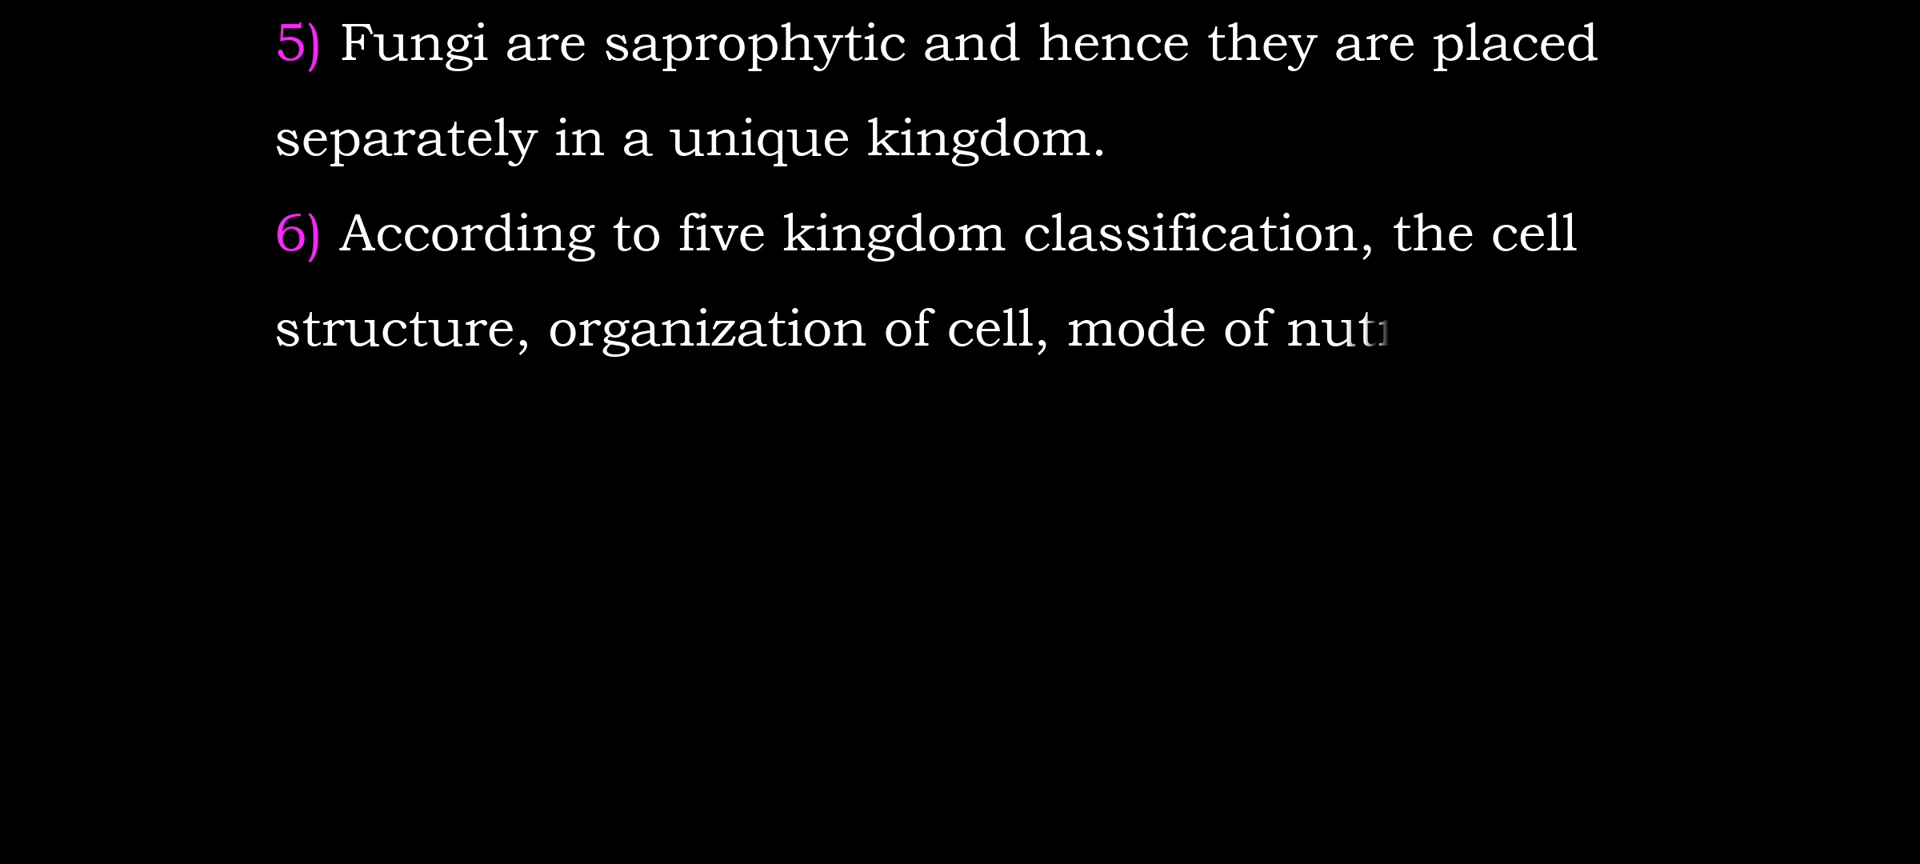 5) Fungi are saprophytic and hence they are placed
separately in a unique kingdom.
6) According to five kingdom classification, the cell
structure, organization of cell, mode of